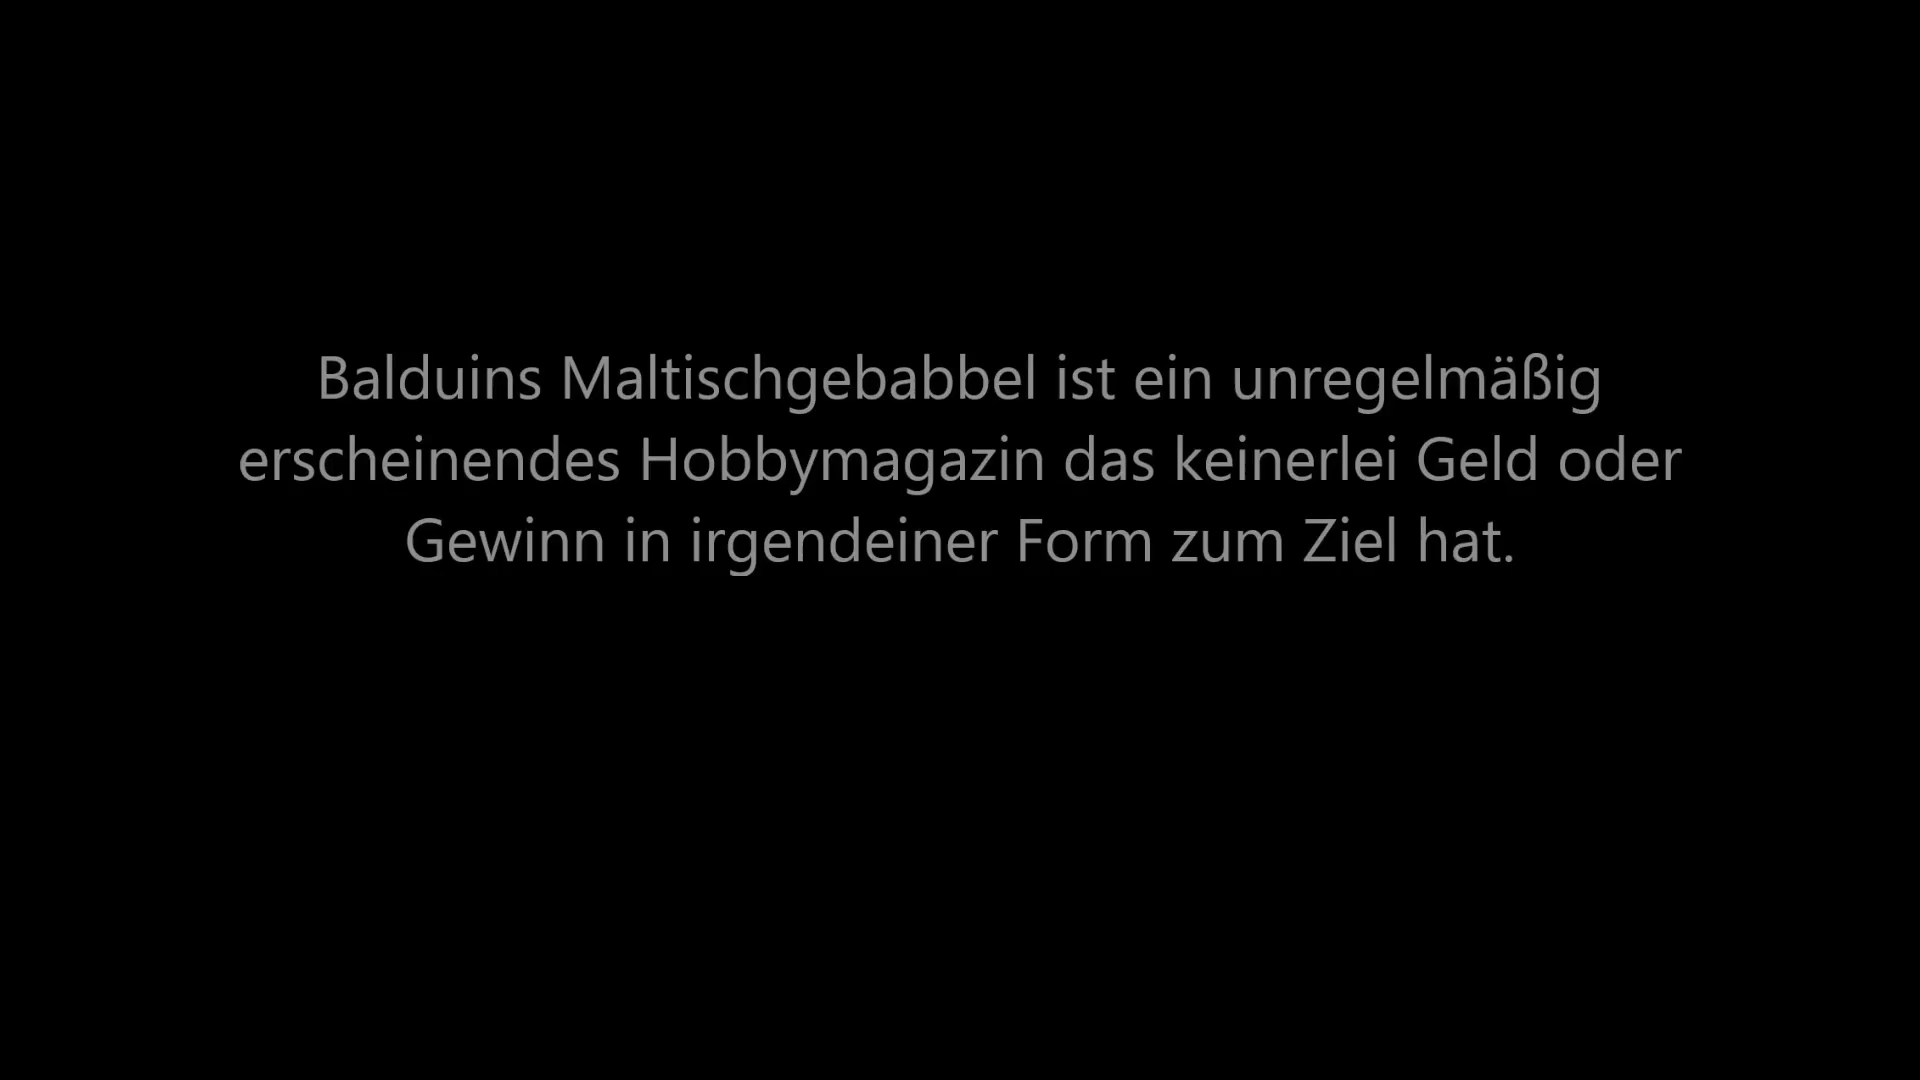 Balduins Maltischgebabbel ist ein unregelmäßig
erscheinendes Hobbymagazin das keinerlei Geld oder
Gewinn in irgendeiner Form zum Ziel hat.